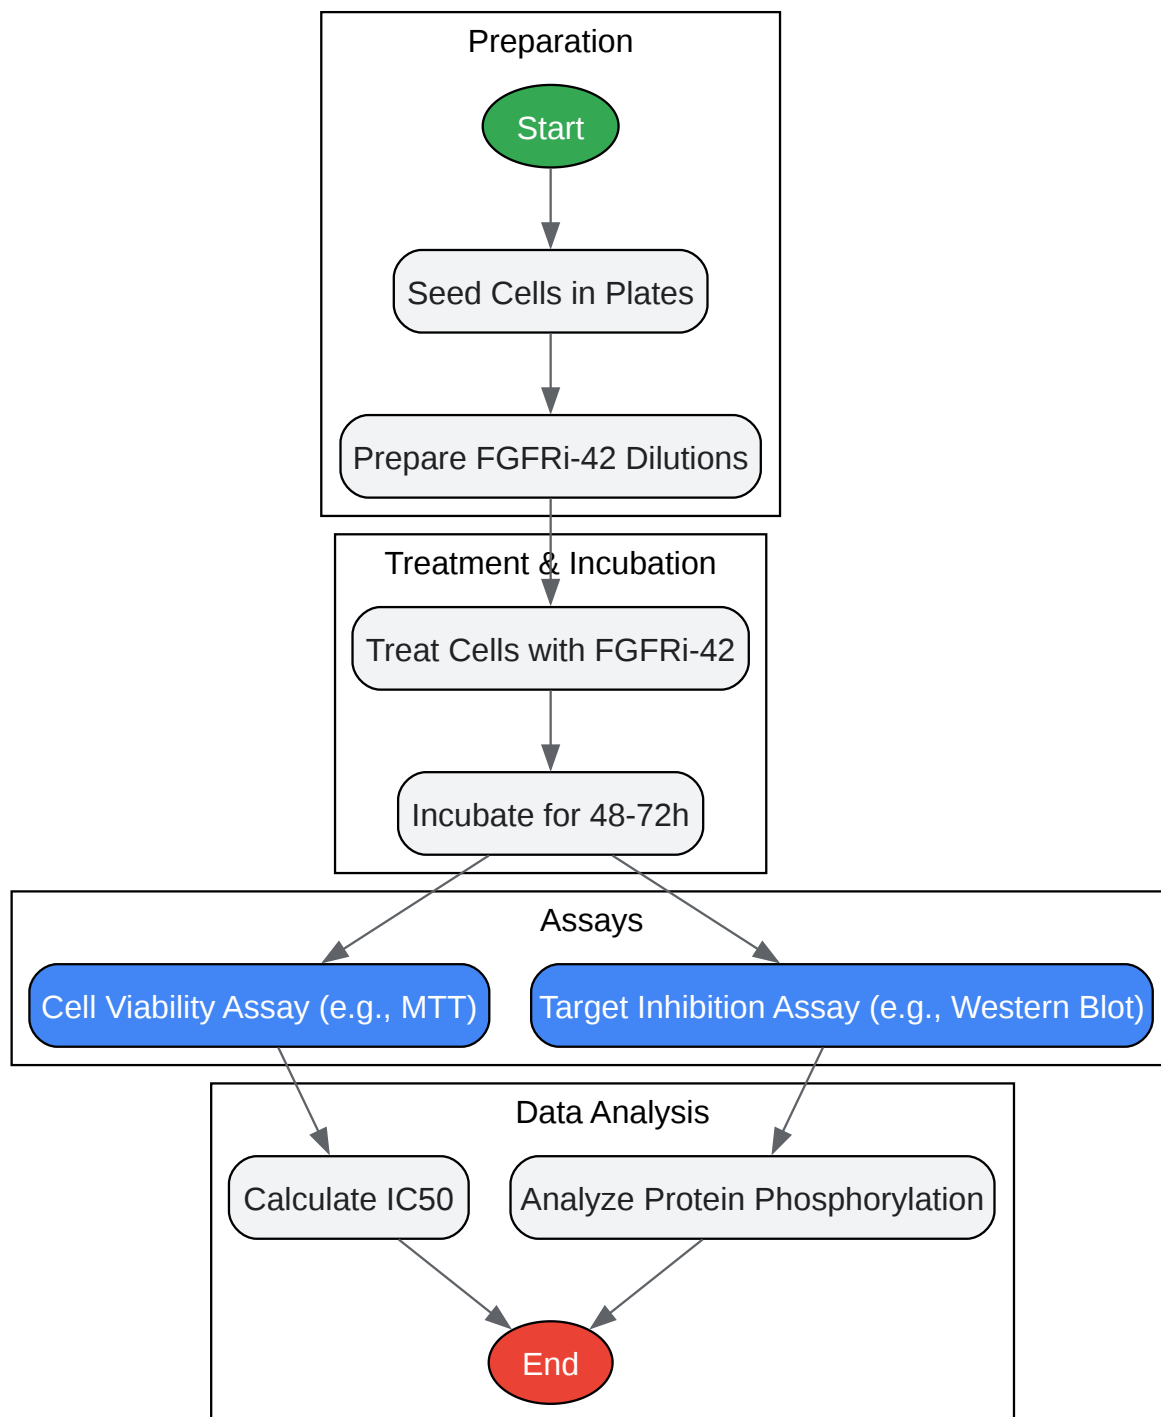 Preparation
Start
Seed Cells in Plates
Prepare FGFRi-42 Dilutions
Treatment & Incubation
Treat Cells with FGFRi-42
Incubate for 48-72h
Assays
Cell Viability Assay (e.g., MTT)
Target Inhibition Assay (e.g., Western Blot)
Data Analysis
Calculate IC50
Analyze Protein Phosphorylation
End